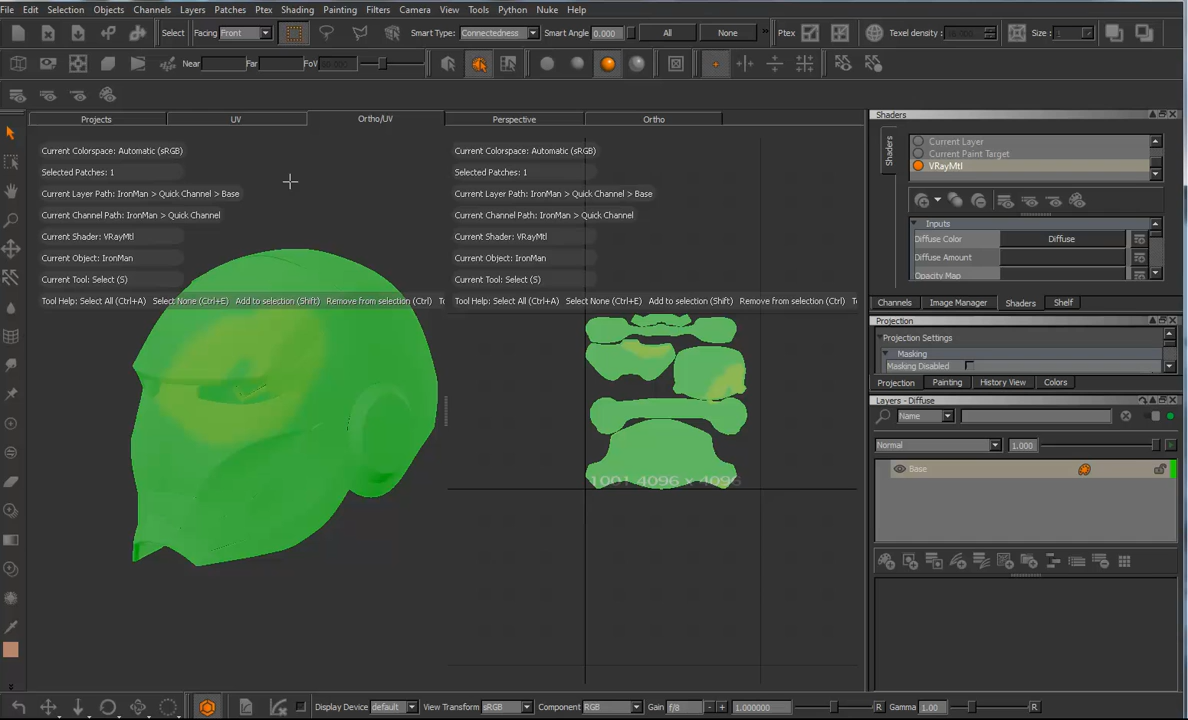 File Edit Selection Objects Channels Layers Patches Ptex Shading Painting Filters Camera View Tools Python Nuke Help
Select Facing Front Smart Type: Connectedness Smart Angle 0.000 All None » Ptex Texel density: Size : 1
Near Far FoV
Projects UV Ortho/UV Perspective Ortho
Current Colorspace: Automatic (sRGB)
Selected Patches: 1
Current Layer Path: IronMan > Quick Channel > Base
Current Channel Path: IronMan > Quick Channel
Current Shader: VRayMtl
Current Object: IronMan
Current Tool: Select (S)
Tool Help: Select All (Ctrl+A) Select None (Ctrl+E) Add to selection (Shift) Remove from selection (Ctrl)
Current Colorspace: Automatic (sRGB)
Selected Patches: 1
Current Layer Path: IronMan > Quick Channel > Base
Current Channel Path: IronMan > Quick Channel
Current Shader: VRayMtl
Current Object: IronMan
Current Tool: Select (S)
Tool Help: Select All (Ctrl+A) Select None (Ctrl+E) Add to selection (Shift) Remove from selection (Ctrl)
1001 4096 x 4096
Shaders
Shaders
Current Layer
Current Paint Target
VRayMtl
Inputs
Diffuse Color Diffuse
Diffuse Amount
Opacity Map
Channels Image Manager Shaders Shelf
Projection
Projection Settings
Masking
Masking Disabled
Projection Painting History View Colors
Layers - Diffuse
Name
Normal 1.000
Base
Display Device default View Transform sRGB Component RGB Gain f/8 - + 1.000000 R Gamma 1.00 R